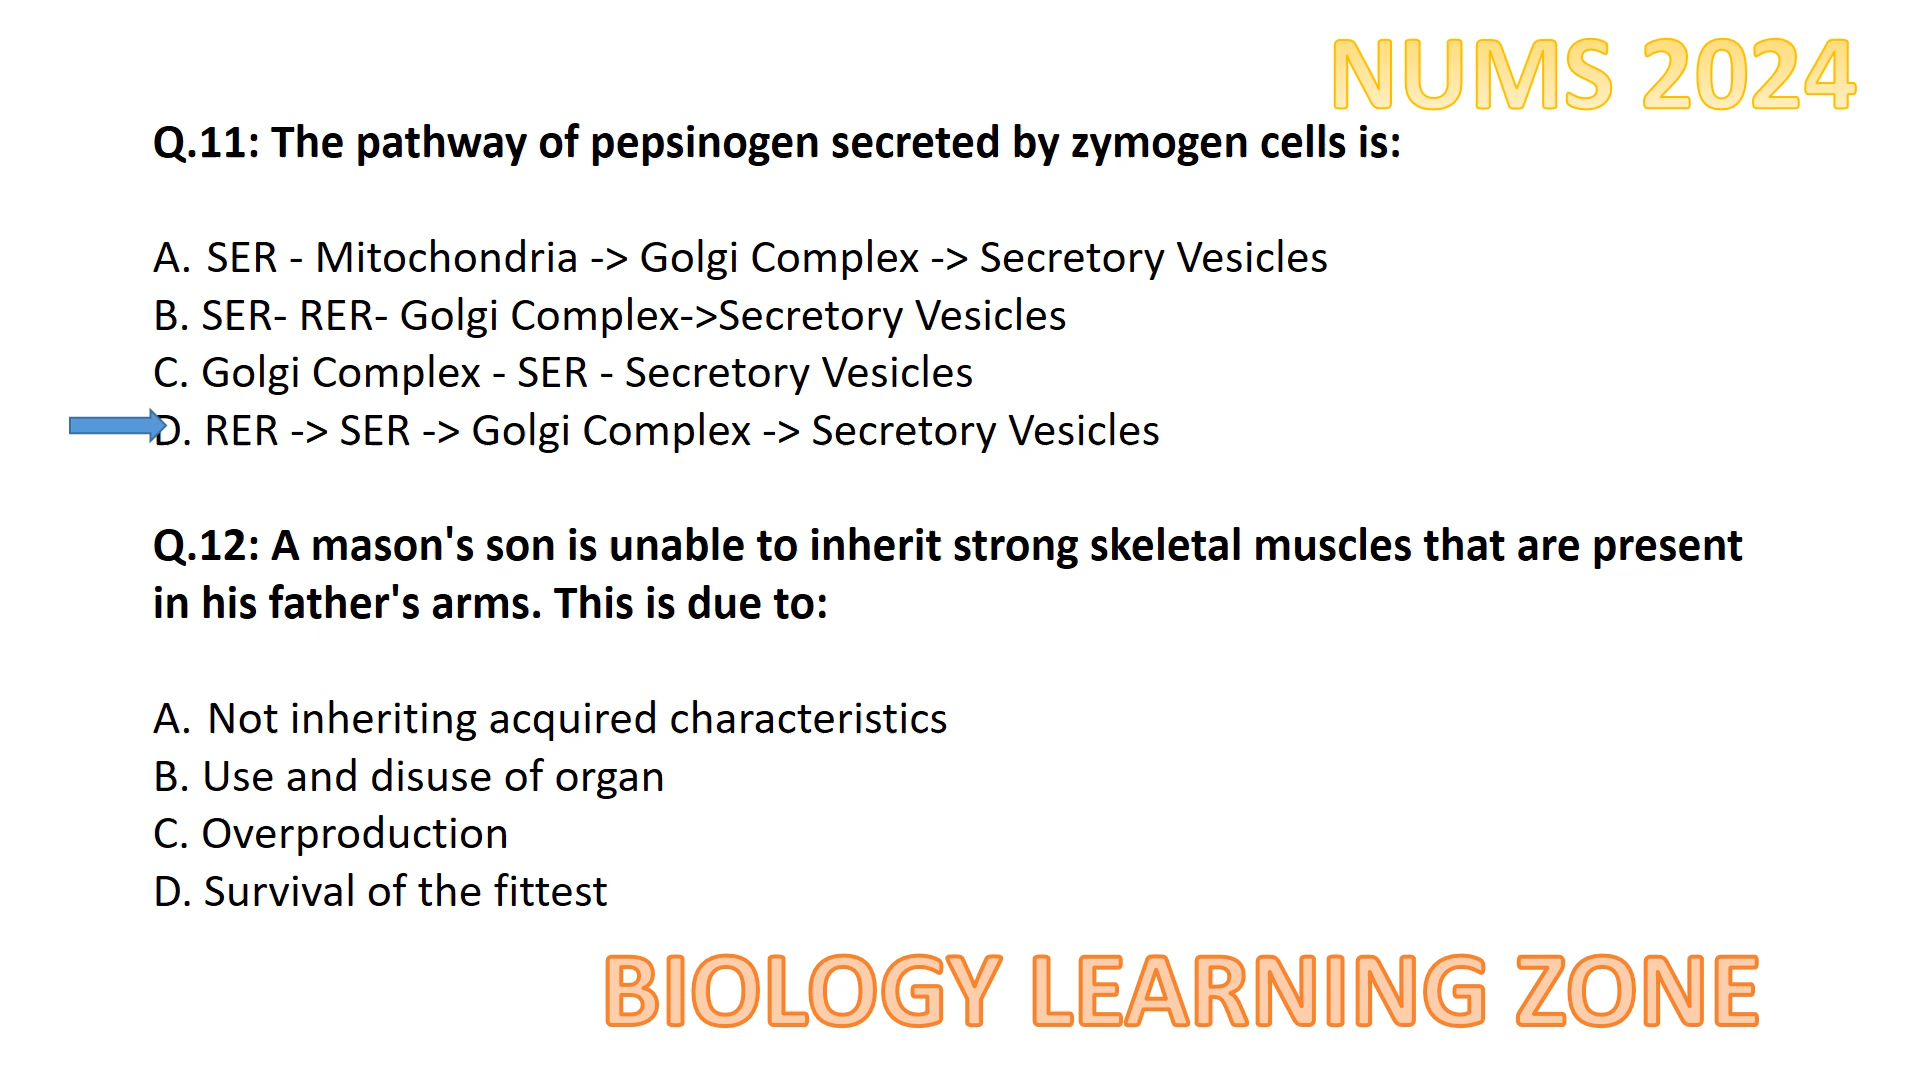 NUMS 2024
Q.11: The pathway of pepsinogen secreted by zymogen cells is:
A. SER - Mitochondria -> Golgi Complex -> Secretory Vesicles
B. SER- RER- Golgi Complex->Secretory Vesicles
C. Golgi Complex - SER - Secretory Vesicles
D. RER -> SER -> Golgi Complex -> Secretory Vesicles
Q.12: A mason's son is unable to inherit strong skeletal muscles that are present
in his father's arms. This is due to:
A. Not inheriting acquired characteristics
B. Use and disuse of organ
C. Overproduction
D. Survival of the fittest
BIOLOGY LEARNING ZONE